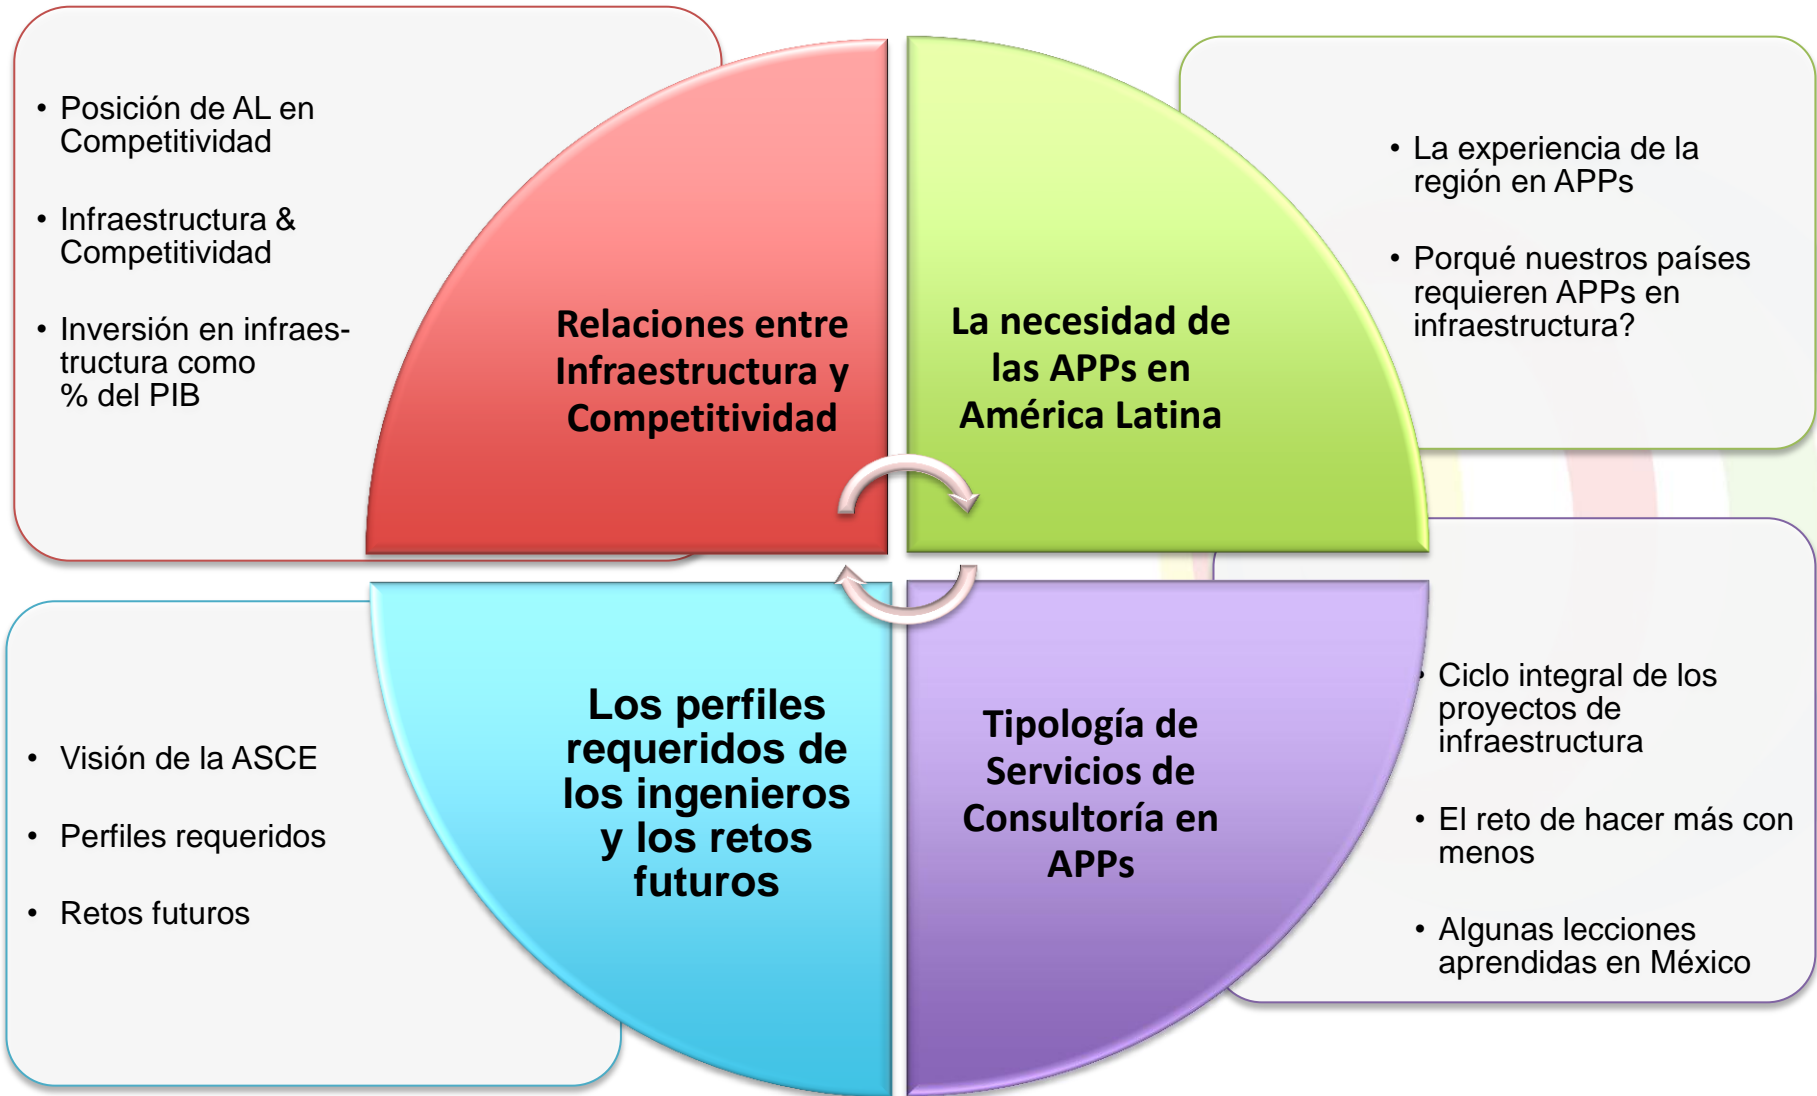 • Posición de AL en
Competitividad
• Infraestructura &
Competitividad
• Inversión en infraes-
tructura como
% del PIB
Relaciones entre
Infraestructura y
Competitividad
La necesidad de
las APPs en
América Latina
• La experiencia de la
región en APPs
• Porqué nuestros países
requieren APPs en
infraestructura?
• Visión de la ASCE
• Perfiles requeridos
• Retos futuros
Los perfiles
requeridos de
los ingenieros
y los retos
futuros
Tipología de
Servicios de
Consultoría en
APPs
• Ciclo integral de los
proyectos de
infraestructura
• El reto de hacer más con
menos
• Algunas lecciones
aprendidas en México